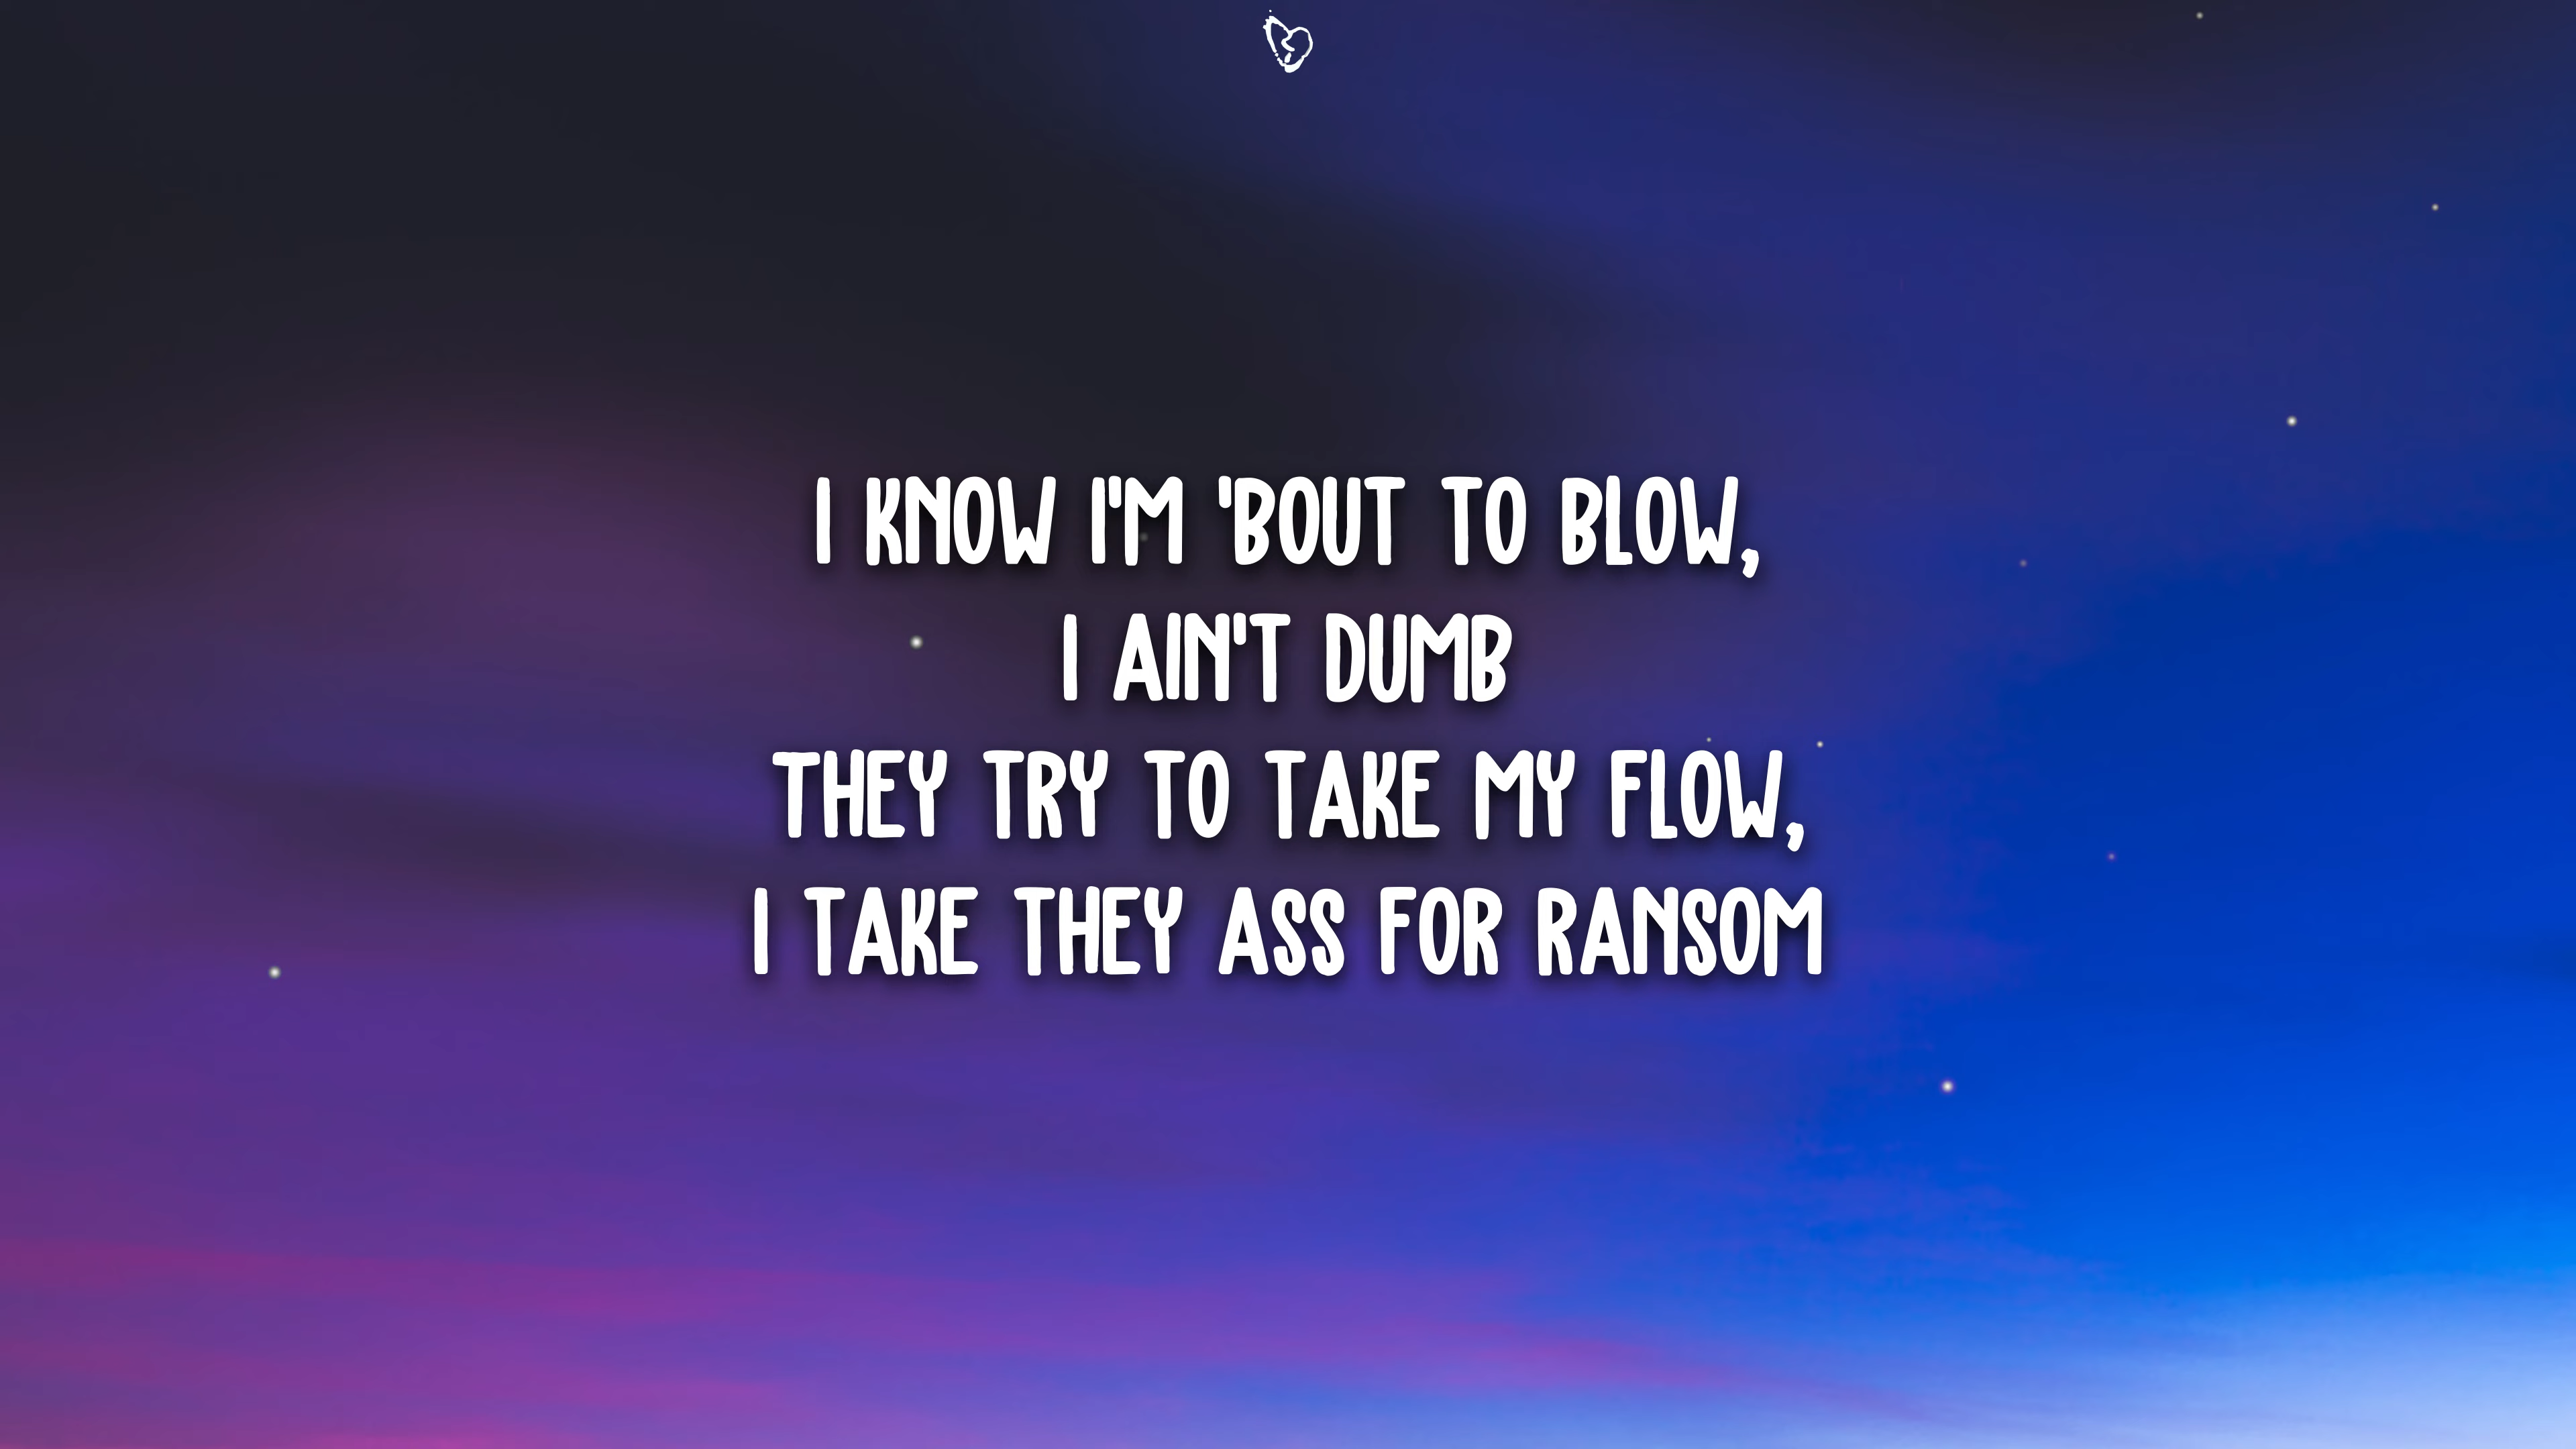 I KNOW I'M 'BOUT TO BLOW,
I AIN'T DUMB
THEY TRY TO TAKE MY FLOW,
I TAKE THEY ASS FOR RANSOM